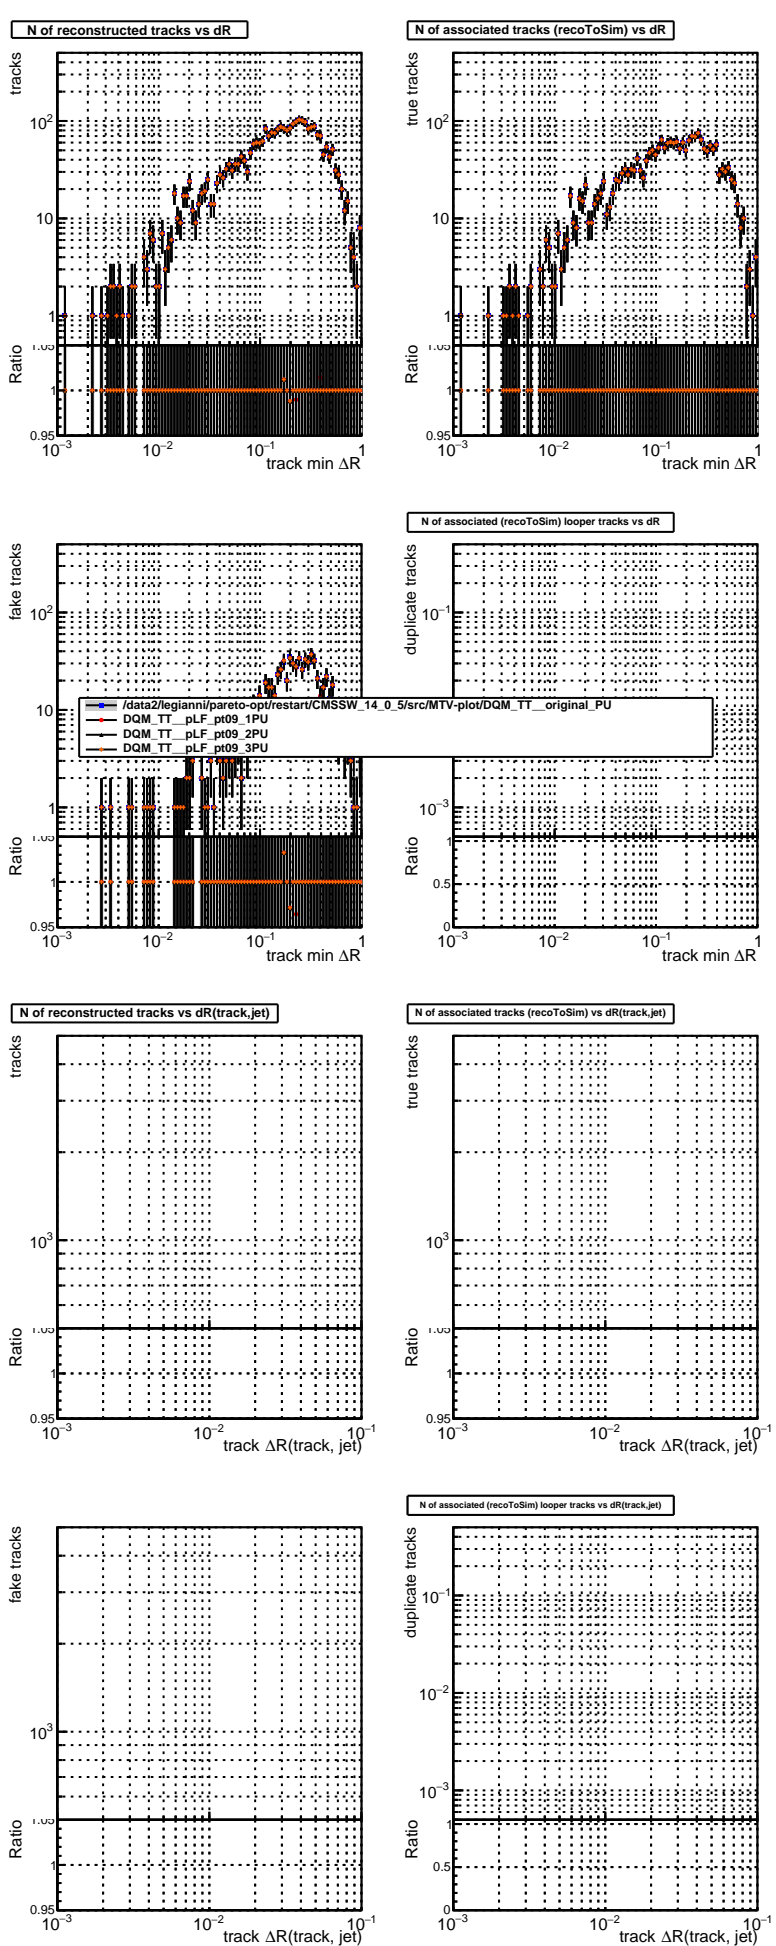 N of reconstructed tracks vs dR
tracks
10²
10
1
Ratio
1.05
1
0.95
10⁻³ 10⁻² 10⁻¹ 1
track min ΔR
N of associated tracks (recoToSim) vs dR
true tracks
10²
10
1
Ratio
1.05
1
0.95
10⁻³ 10⁻² 10⁻¹ 1
track min ΔR
fake tracks
10²
10
1
Ratio
1.05
1
0.95
10⁻³ 10⁻² 10⁻¹ 1
track min ΔR
N of associated (recoToSim) looper tracks vs dR
duplicate tracks
10⁻¹
10⁻³
Ratio
1
0.5
0
10⁻³ 10⁻² 10⁻¹ 1
track min ΔR
/data2/legianni/pareto-opt/restart/CMSSW_14_0_5/src/MTV-plot/DQM_TT__original_PU
DQM_TT__pLF_pt09_1PU
DQM_TT__pLF_pt09_2PU
DQM_TT__pLF_pt09_3PU
N of reconstructed tracks vs dR(track,jet)
tracks
10³
Ratio
1.05
1
0.95
10⁻³ 10⁻² 10⁻¹
track ΔR(track, jet)
N of associated tracks (recoToSim) vs dR(track,jet)
true tracks
10³
Ratio
1.05
1
0.95
10⁻³ 10⁻² 10⁻¹
track ΔR(track, jet)
fake tracks
10³
Ratio
1.05
1
0.95
10⁻³ 10⁻² 10⁻¹
track ΔR(track, jet)
N of associated (recoToSim) looper tracks vs dR(track,jet)
duplicate tracks
10⁻¹
10⁻²
10⁻³
Ratio
1
0.5
0
10⁻³ 10⁻² 10⁻¹
track ΔR(track, jet)